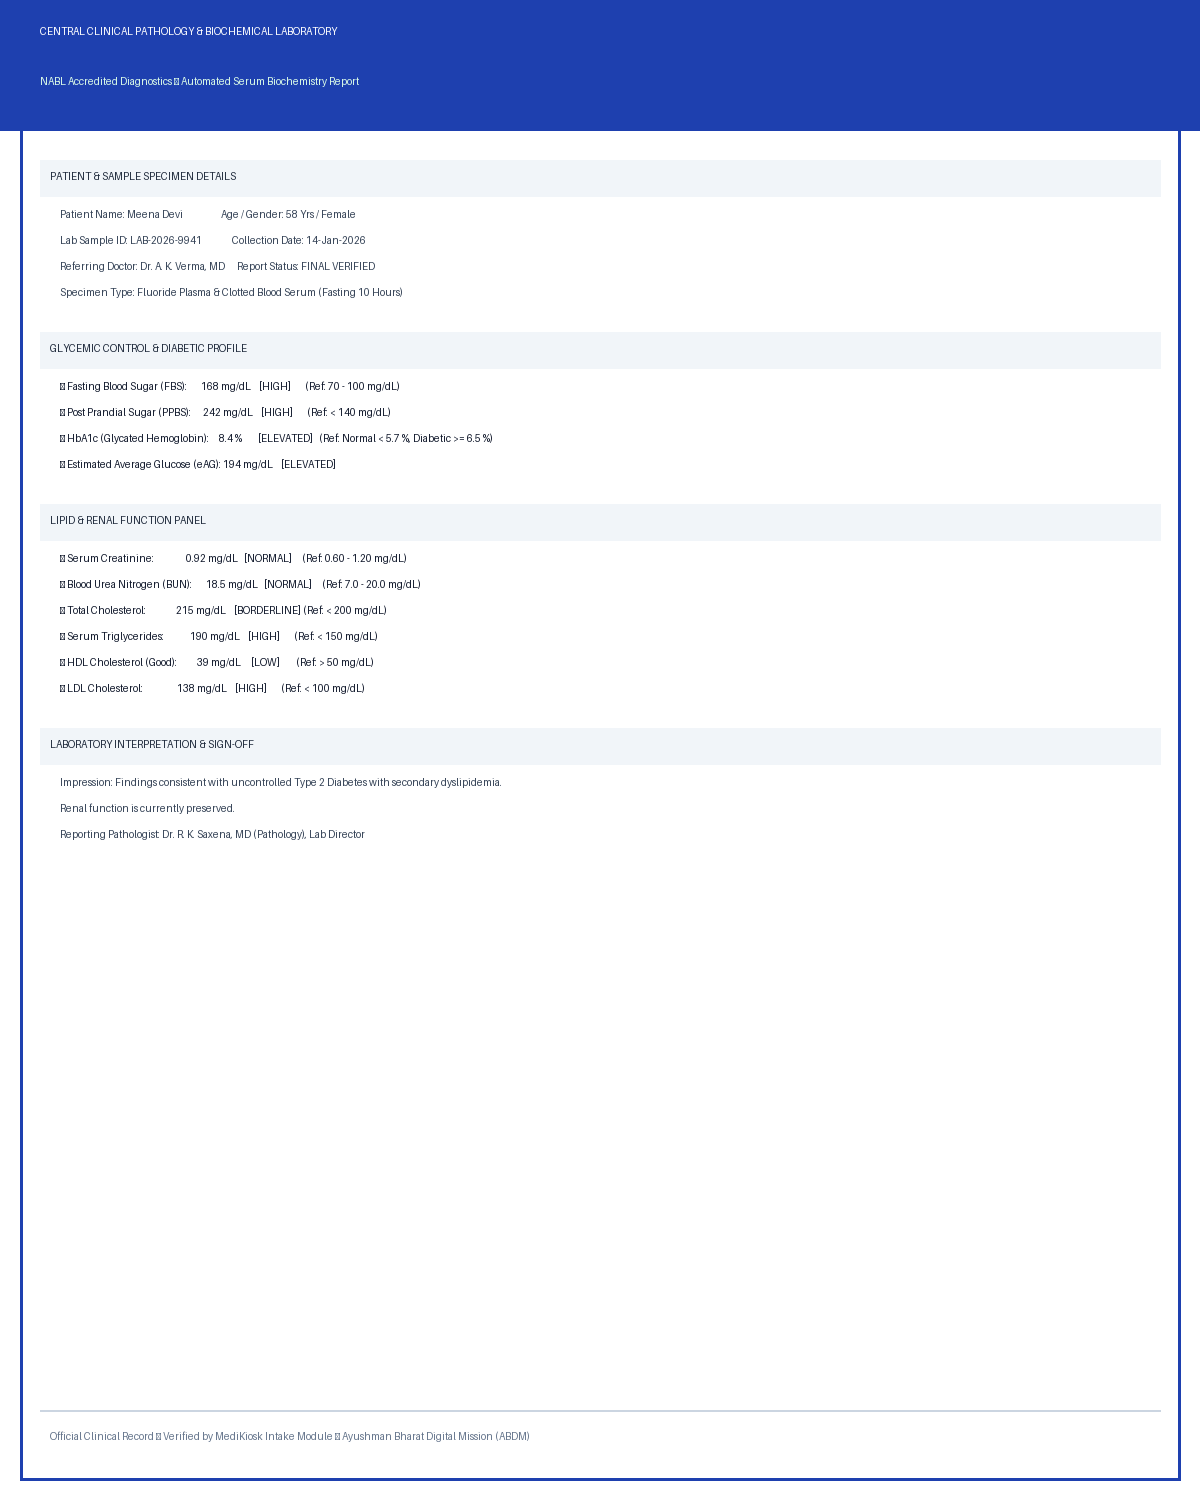 CENTRAL CLINICAL PATHOLOGY & BIOCHEMICAL LABORATORY
NABL Accredited Diagnostics Automated Serum Biochemistry Report
PATIENT & SAMPLE SPECIMEN DETAILS
Patient Name: Meena Devi Age / Gender: 58 Yrs / Female
Lab Sample ID: LAB-2026-9941 Collection Date: 14-Jan-2026
Referring Doctor: Dr. A. K. Verma, MD Report Status: FINAL VERIFIED
Specimen Type: Fluoride Plasma & Clotted Blood Serum (Fasting 10 Hours)
GLYCEMIC CONTROL & DIABETIC PROFILE
Fasting Blood Sugar (FBS): 168 mg/dL [HIGH] (Ref: 70 - 100 mg/dL)
Post Prandial Sugar (PPBS): 242 mg/dL [HIGH] (Ref: < 140 mg/dL)
HbA1c (Glycated Hemoglobin): 8.4 % [ELEVATED] (Ref: Normal < 5.7 %, Diabetic >= 6.5 %)
Estimated Average Glucose (eAG): 194 mg/dL [ELEVATED]
LIPID & RENAL FUNCTION PANEL
Serum Creatinine: 0.92 mg/dL [NORMAL] (Ref: 0.60 - 1.20 mg/dL)
Blood Urea Nitrogen (BUN): 18.5 mg/dL [NORMAL] (Ref: 7.0 - 20.0 mg/dL)
Total Cholesterol: 215 mg/dL [BORDERLINE] (Ref: < 200 mg/dL)
Serum Triglycerides: 190 mg/dL [HIGH] (Ref: < 150 mg/dL)
HDL Cholesterol (Good): 39 mg/dL [LOW] (Ref: > 50 mg/dL)
LDL Cholesterol: 138 mg/dL [HIGH] (Ref: < 100 mg/dL)
LABORATORY INTERPRETATION & SIGN-OFF
Impression: Findings consistent with uncontrolled Type 2 Diabetes with secondary dyslipidemia.
Renal function is currently preserved.
Reporting Pathologist: Dr. R. K. Saxena, MD (Pathology), Lab Director
Official Clinical Record Verified by MediKiosk Intake Module Ayushman Bharat Digital Mission (ABDM)